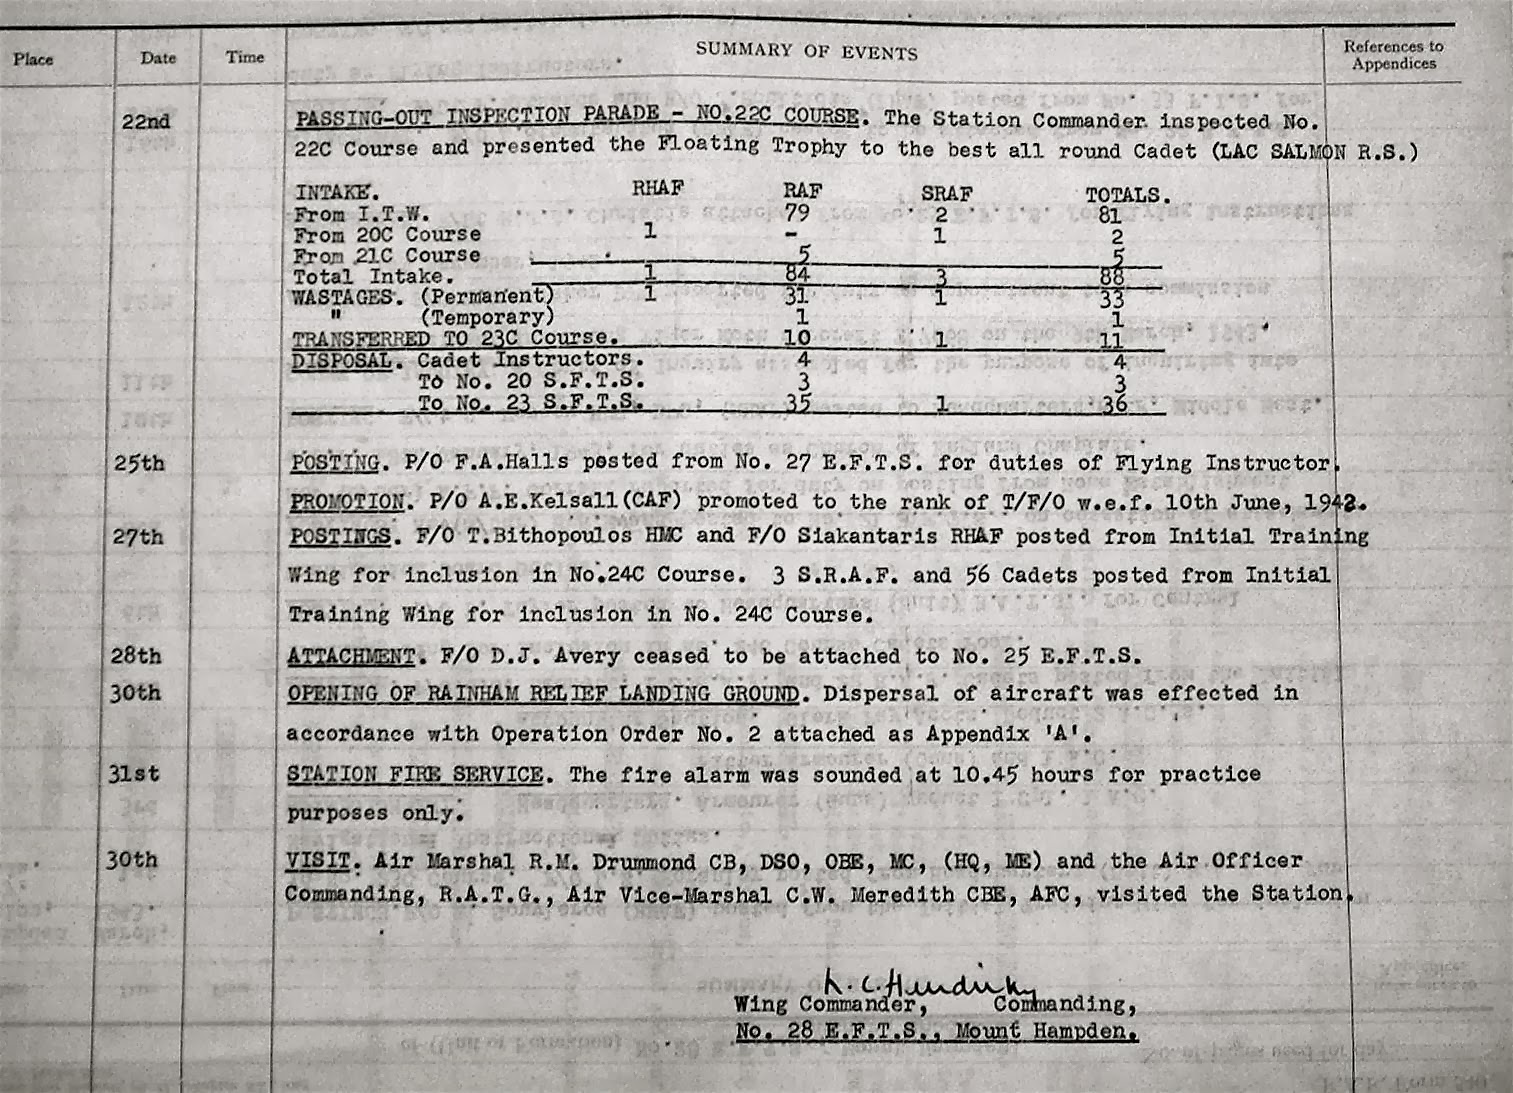 Place Date Time SUMMARY OF EVENTS References to Appendices
22nd PASSING-OUT INSPECTION PARADE - NO.22C COURSE. The Station Commander inspected No.
22C Course and presented the Floating Trophy to the best all round Cadet (LAC SALMON R.S.)
INTAKE. RHAF RAF SRAF TOTALS.
From I.T.W. 79 2 81
From 20C Course 1 - 1 2
From 21C Course 5 5
Total Intake. 1 84 3 88
WASTAGES. (Permanent) 1 31 1 33
" (Temporary) 1 1
TRANSFERRED TO 23C Course. 10 1 11
DISPOSAL. Cadet Instructors. 4 4
To No. 20 S.F.T.S. 3 3
To No. 23 S.F.T.S. 35 1 36
25th POSTING. P/O F.A.Halls posted from No. 27 E.F.T.S. for duties of Flying Instructor.
PROMOTION. P/O A.E.Kelsall(CAF) promoted to the rank of T/F/O w.e.f. 10th June, 1942.
27th POSTINGS. F/O T.Bithopoulos HMC and F/O Siakantaris RHAF posted from Initial Training
Wing for inclusion in No.24C Course. 3 S.R.A.F. and 56 Cadets posted from Initial
Training Wing for inclusion in No. 24C Course.
28th ATTACHMENT. F/O D.J. Avery ceased to be attached to No. 25 E.F.T.S.
30th OPENING OF RAINHAM RELIEF LANDING GROUND. Dispersal of aircraft was effected in
accordance with Operation Order No. 2 attached as Appendix 'A'.
31st STATION FIRE SERVICE. The fire alarm was sounded at 10.45 hours for practice
purposes only.
30th VISIT. Air Marshal R.M. Drummond CB, DSO, OBE, MC, (HQ, ME) and the Air Officer
Commanding, R.A.T.G., Air Vice-Marshal C.W. Meredith CBE, AFC, visited the Station.
Wing Commander, Commanding,
No. 28 E.F.T.S., Mount Hampden.